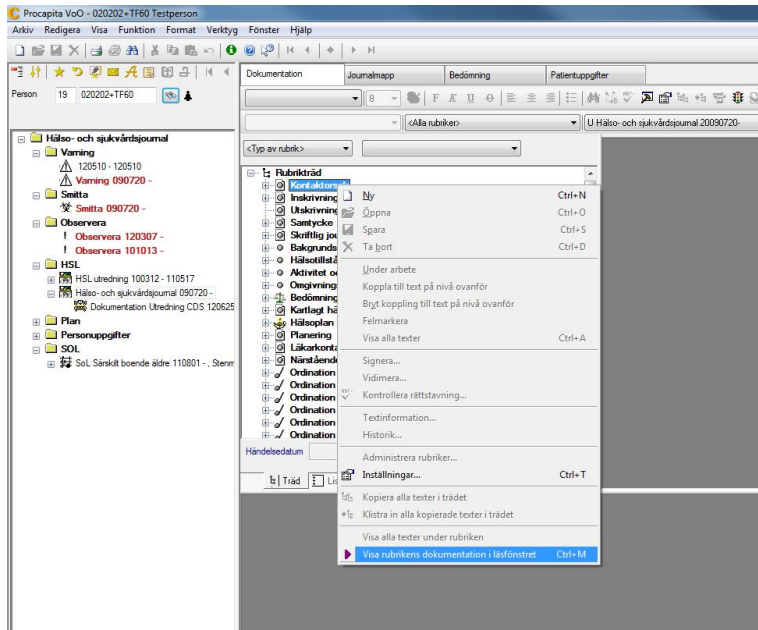 Procapita VoO - 020202+TF60 Testperson
Arkiv Redigera Visa Funktion Format Verktyg Fönster Hjälp
Person 19 020202+TF60
Hälso- och sjukvårdsjournal
Varning
120510 - 120510
Varning 090720 -
Smitta
Smitta 090720 -
Observera
Observera 120307 -
Observera 101013 -
HSL
HSL utredning 100312 - 110517
Hälso- och sjukvårdsjournal 090720 -
Dokumentation Utredning CDS 120625
Plan
Personuppgifter
SOL
SoL Särskilt boende äldre 110801 - , Stenm
Dokumentation Journalmapp Bedömning Patientuppgifter
8 F K U
<Alla rubriker> U Hälso- och sjukvårdsjournal 20090720-
<Typ av rubrik>
Rubrikträd
Kontaktorsak
Inskrivning
Utskrivning
Samtycke
Skriftlig jou
Bakgrunds
Hälsotillstå
Aktivitet oc
Omgivning
Bedömning
Kartlagt hä
Hälsoplan
Planering
Läkarkonta
Närstående
Ordination
Ordination
Ordination
Ordination
Ordination
Ordination
Händelsedatum
Träd Lis
Ny Ctrl+N
Öppna Ctrl+O
Spara Ctrl+S
Ta bort Ctrl+D
Under arbete
Koppla till text på nivå ovanför
Bryt koppling till text på nivå ovanför
Felmarkera
Visa alla texter Ctrl+A
Signera...
Vidimera...
Kontrollera rättstavning...
Textinformation...
Historik...
Administrera rubriker...
Inställningar... Ctrl+T
Kopiera alla texter i trädet
Klistra in alla kopierade texter i trädet
Visa alla texter under rubriken
Visa rubrikens dokumentation i läsfönstret Ctrl+M